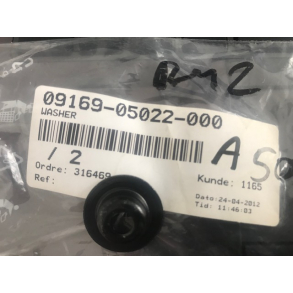 RM2
09169-05022-000
WASHER
/ 2
A 50
Ordre: 316469
Kunde: 1165
Ref:
Dato: 24-04-2012
Tid: 11:46:03